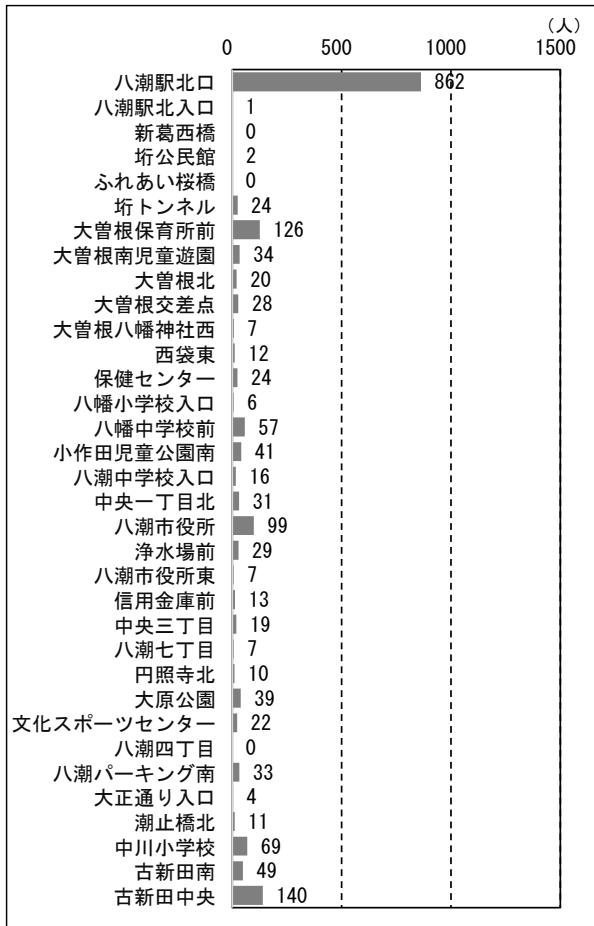 (人)
0 500 1000 1500
八潮駅北口 862
八潮駅北入口 1
新葛西橋 0
垳公民館 2
ふれあい桜橋 0
垳トンネル 24
大曽根保育所前 126
大曽根南児童遊園 34
大曽根北 20
大曽根交差点 28
大曽根八幡神社西 7
西袋東 12
保健センター 24
八幡小学校入口 6
八幡中学校前 57
小作田児童公園南 41
八潮中学校入口 16
中央一丁目北 31
八潮市役所 99
浄水場前 29
八潮市役所東 7
信用金庫前 13
中央三丁目 19
八潮七丁目 7
円照寺北 10
大原公園 39
文化スポーツセンター 22
八潮四丁目 0
八潮パーキング南 33
大正通り入口 4
潮止橋北 11
中川小学校 69
古新田南 49
古新田中央 140